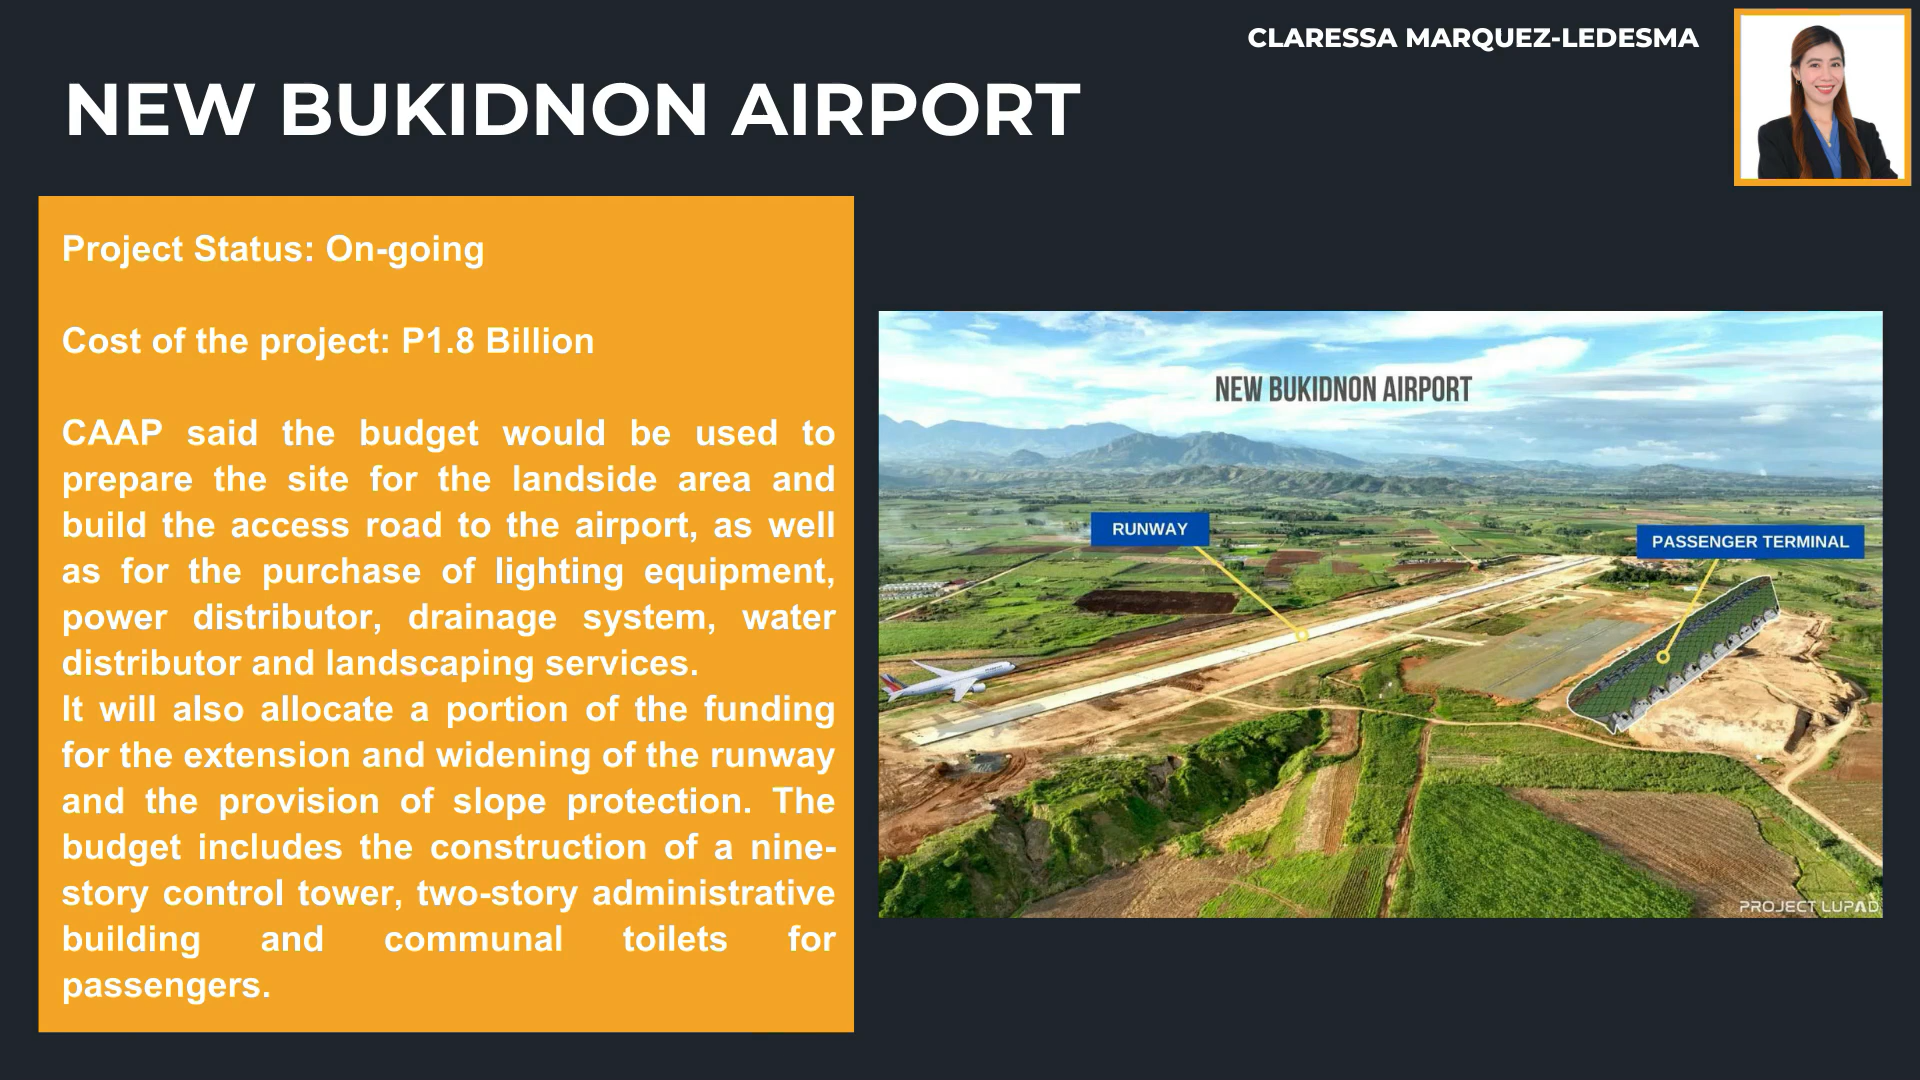 CLARESSA MARQUEZ-LEDESMA
NEW BUKIDNON AIRPORT
Project Status: On-going
Cost of the project: P1.8 Billion
CAAP said the budget would be used to
prepare the site for the landside area and
build the access road to the airport, as well
as for the purchase of lighting equipment,
power distributor, drainage system, water
distributor and landscaping services.
It will also allocate a portion of the funding
for the extension and widening of the runway
and the provision of slope protection. The
budget includes the construction of a nine-
story control tower, two-story administrative
building and communal toilets for
passengers.
NEW BUKIDNON AIRPORT
RUNWAY
PASSENGER TERMINAL
PROJECT LUPAD